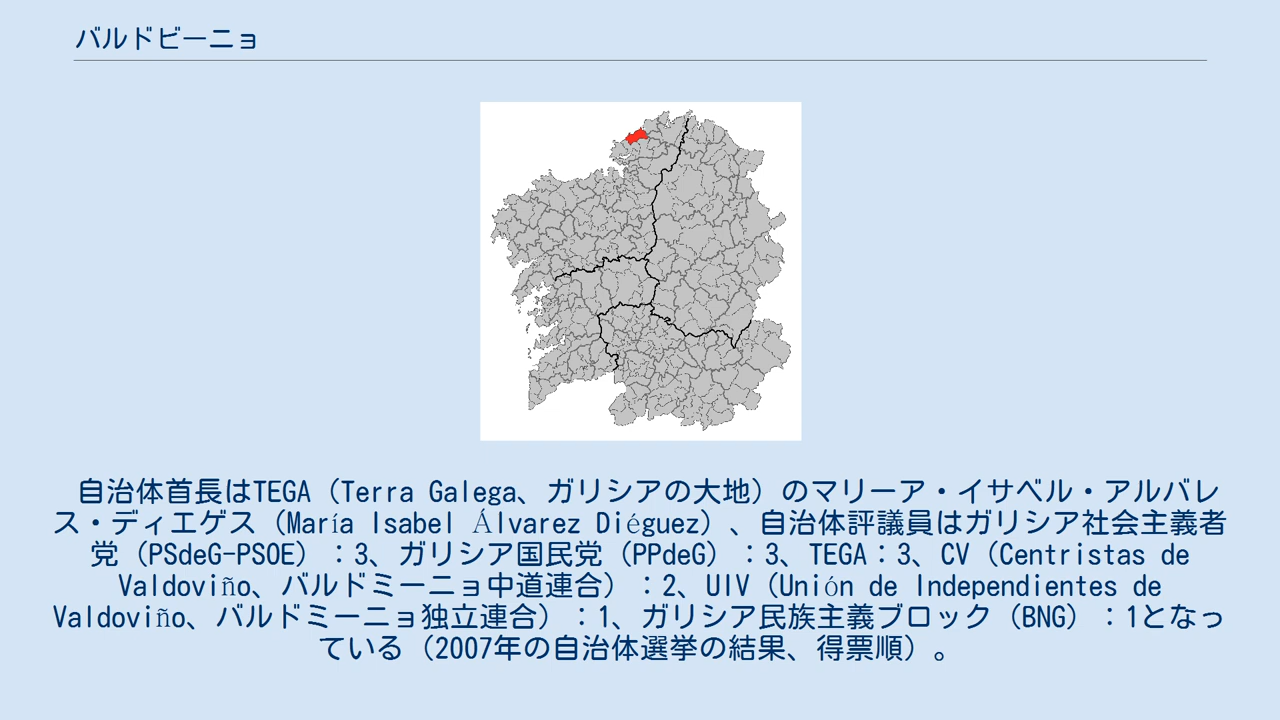 バルドビーニョ
自治体首長はTEGA（Terra Galega、ガリシアの大地）のマリーア・イサベル・アルバレ
ス・ディエゲス（María Isabel Álvarez Diéguez）、自治体評議員はガリシア社会主義者
党（PSdeG-PSOE）：3、ガリシア国民党（PPdeG）：3、TEGA：3、CV（Centristas de
Valdoviño、バルドミーニョ中道連合）：2、UIV（Unión de Independientes de
Valdoviño、バルドミーニョ独立連合）：1、ガリシア民族主義ブロック（BNG）：1となっ
ている（2007年の自治体選挙の結果、得票順）。